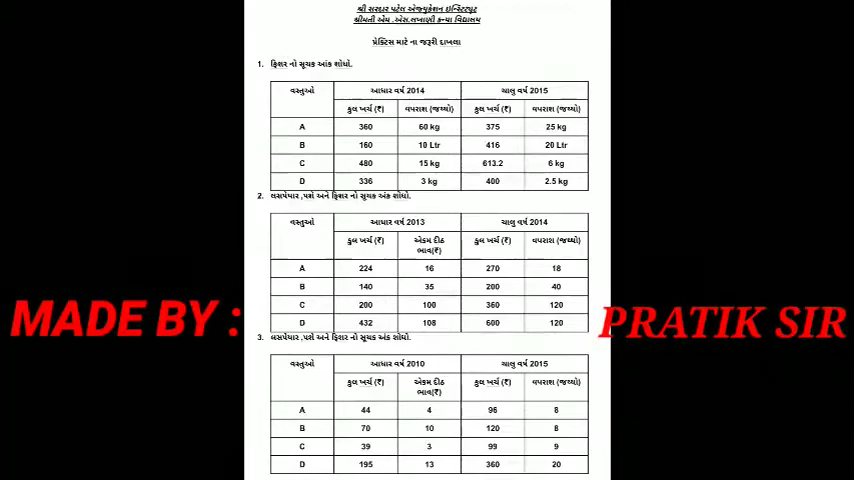 શ્રી સરદાર પટેલ એજ્યુકેશન ઇન્સ્ટિટ્યુટ
શ્રીમતી એમ .એસ.લખાણી કન્યા વિદ્યાલય
પ્રેક્ટિસ માટે ના જરૂરી દાખલા
1. ફિશર નો સૂચક આંક શોધો.
વસ્તુઓ આધાર વર્ષ 2014 ચાલુ વર્ષ 2015
કુલ ખર્ચ (₹) વપરાશ (જથ્થો) કુલ ખર્ચ (₹) વપરાશ (જથ્થો)
A 360 60 kg 375 25 kg
B 160 10 Ltr 416 20 Ltr
C 480 15 kg 613.2 6 kg
D 336 3 kg 400 2.5 kg
2. લાસપેયાર ,પાશે અને ફિશર નો સૂચક અંક શોધો.
વસ્તુઓ આધાર વર્ષ 2013 ચાલુ વર્ષ 2014
કુલ ખર્ચ (₹) એકમ દીઠ ભાવ(₹) કુલ ખર્ચ (₹) વપરાશ (જથ્થો)
A 224 16 270 18
B 140 35 200 40
C 200 100 360 120
D 432 108 600 120
MADE BY : PRATIK SIR
3. લાસપેયાર ,પાશે અને ફિશર નો સૂચક અંક શોધો.
વસ્તુઓ આધાર વર્ષ 2010 ચાલુ વર્ષ 2015
કુલ ખર્ચ (₹) એકમ દીઠ ભાવ(₹) કુલ ખર્ચ (₹) વપરાશ (જથ્થો)
A 44 4 96 8
B 70 10 120 8
C 39 3 99 9
D 195 13 360 20